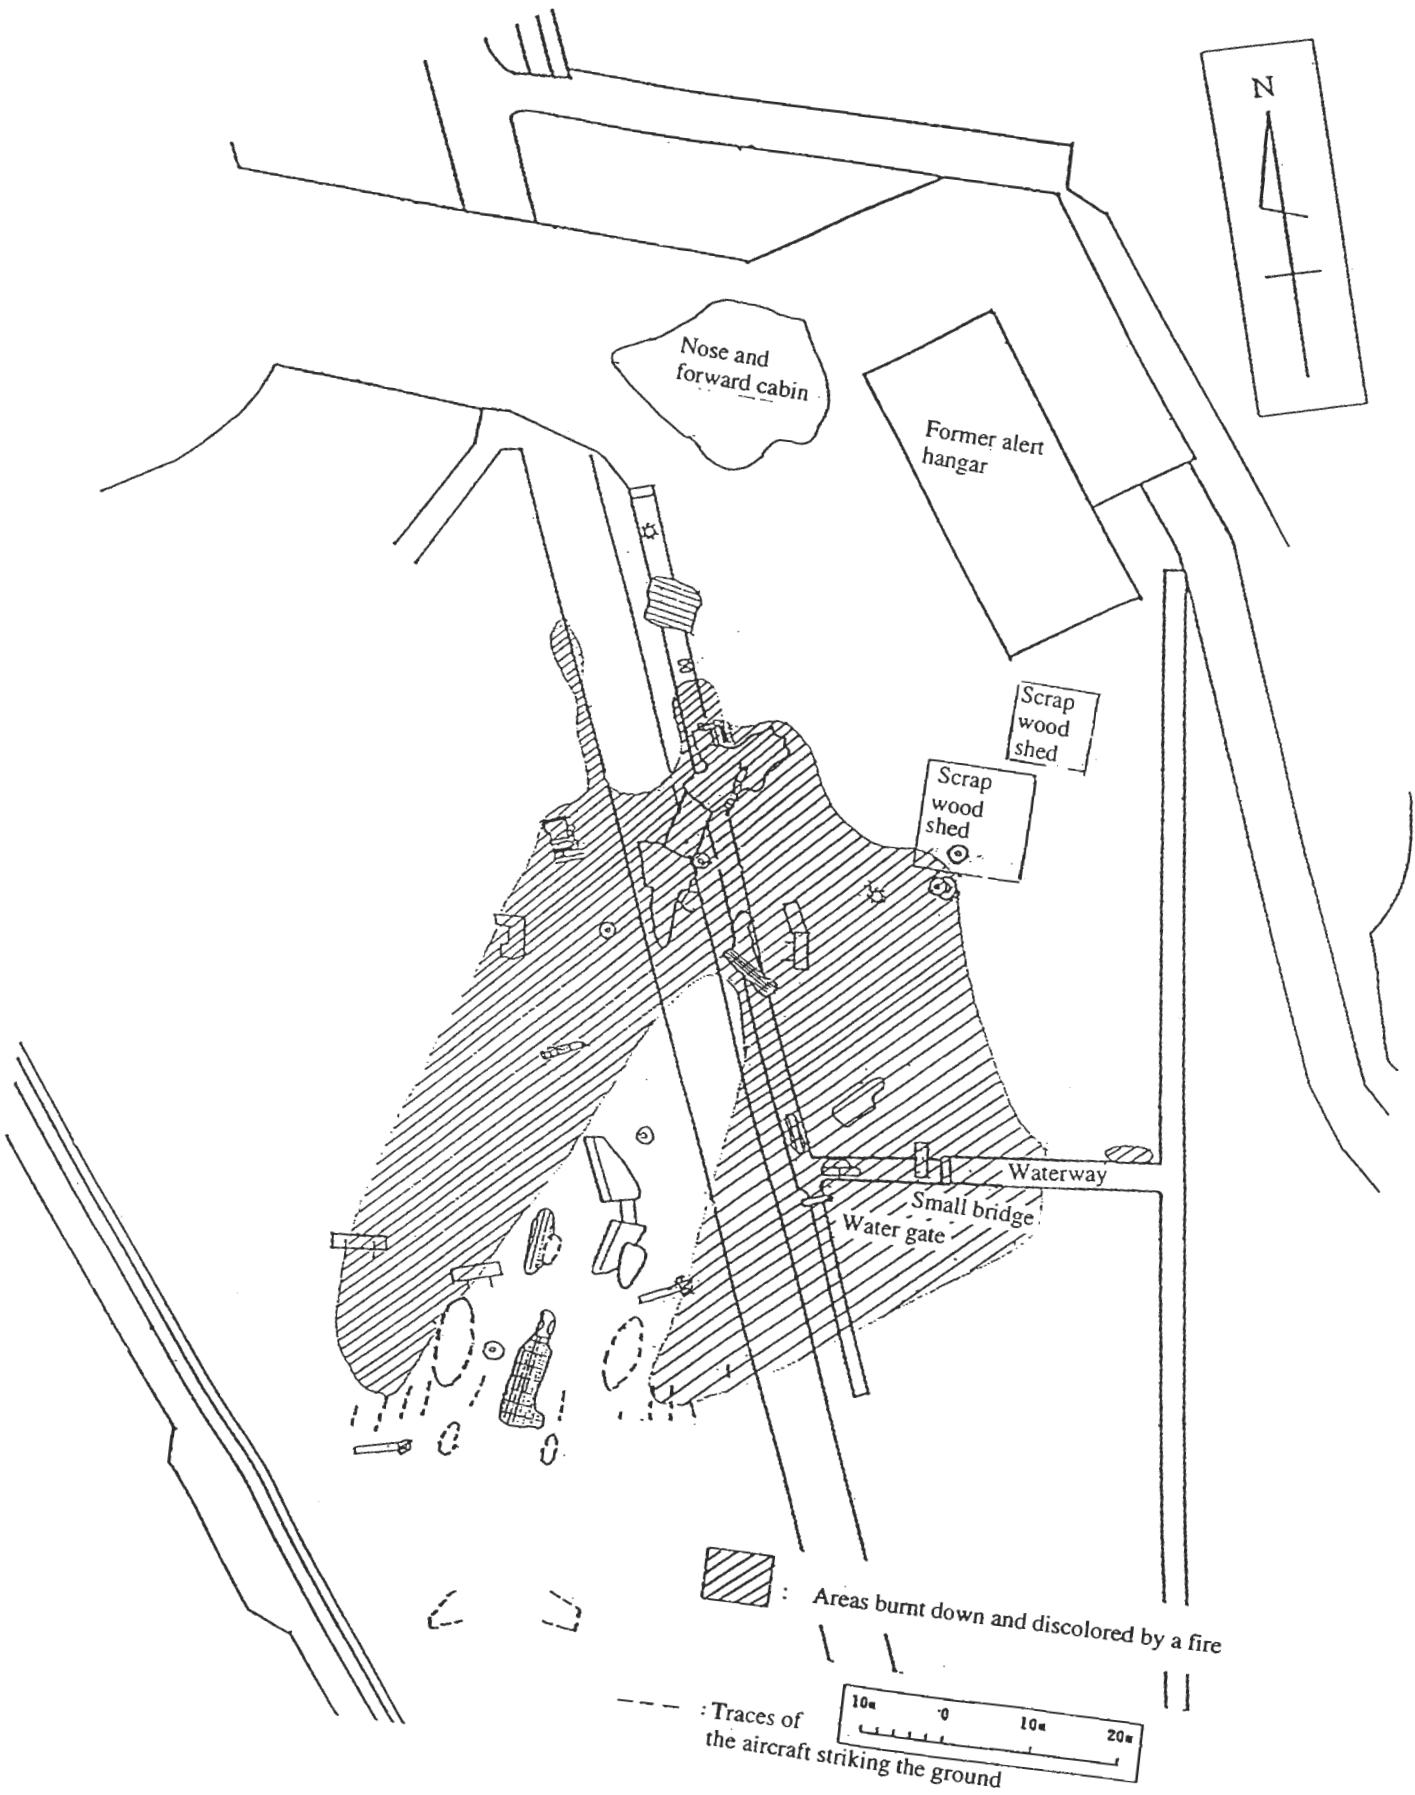 N
Nose and
forward cabin
Former alert
hangar
Scrap
wood
shed
Scrap
wood
shed
Waterway
Small bridge
Water gate
: Areas burnt down and discolored by a fire
: Traces of
the aircraft striking the ground
10m 0 10m 20m